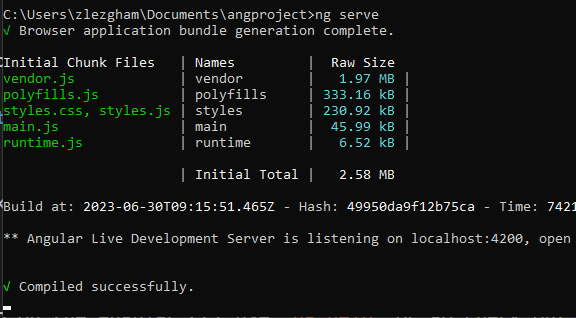 C:\Users\zlezgham\Documents\angproject>ng serve
√ Browser application bundle generation complete.
Initial Chunk Files | Names | Raw Size
vendor.js | vendor | 1.97 MB |
polyfills.js | polyfills | 333.16 kB |
styles.css, styles.js | styles | 230.92 kB |
main.js | main | 45.99 kB |
runtime.js | runtime | 6.52 kB |
| Initial Total | 2.58 MB
Build at: 2023-06-30T09:15:51.465Z - Hash: 49950da9f12b75ca - Time: 7421
** Angular Live Development Server is listening on localhost:4200, open
√ Compiled successfully.